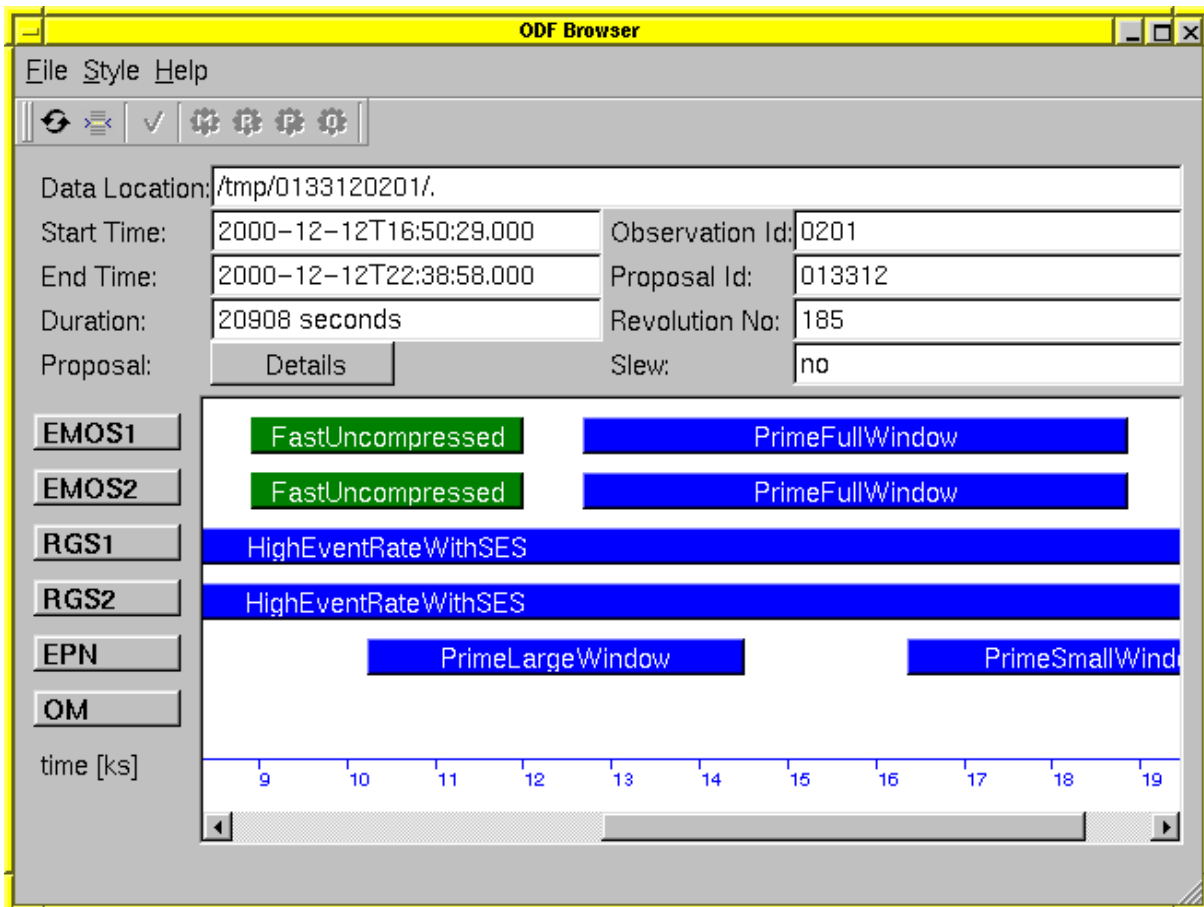 ODF Browser
File Style Help
M R P O
Data Location: /tmp/0133120201/.
Start Time: 2000-12-12T16:50:29.000 Observation Id: 0201
End Time: 2000-12-12T22:38:58.000 Proposal Id: 013312
Duration: 20908 seconds Revolution No: 185
Proposal: Details Slew: no
EMOS1 FastUncompressed PrimeFullWindow
EMOS2 FastUncompressed PrimeFullWindow
RGS1 HighEventRateWithSES
RGS2 HighEventRateWithSES
EPN PrimeLargeWindow PrimeSmallWind
OM
time [ks] 9 10 11 12 13 14 15 16 17 18 19